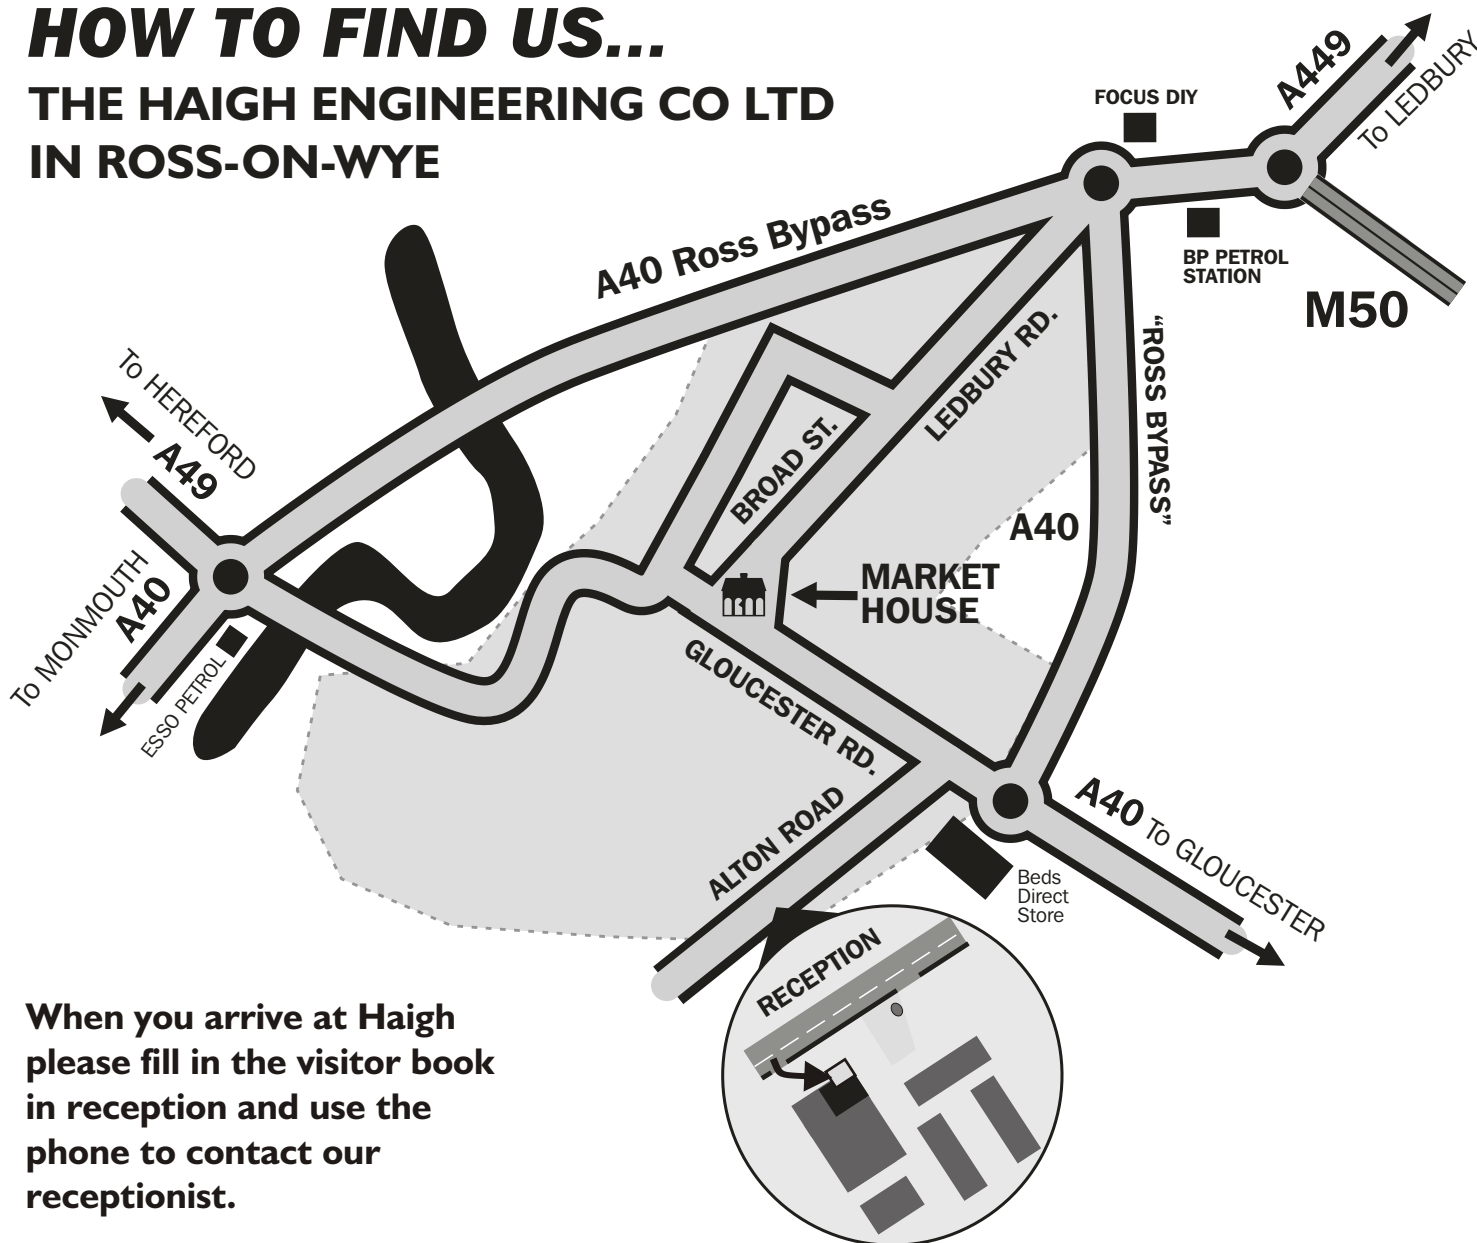 HOW TO FIND US...
THE HAIGH ENGINEERING CO LTD
IN ROSS-ON-WYE
A449
To LEDBURY
FOCUS DIY
BP PETROL
STATION
M50
A40 Ross Bypass
LEDBURY RD.
"ROSS BYPASS"
To HEREFORD
A49
BROAD ST.
A40
MARKET
HOUSE
To MONMOUTH
A40
ESSO PETROL
GLOUCESTER RD.
ALTON ROAD
A40 To GLOUCESTER
Beds
Direct
Store
RECEPTION
When you arrive at Haigh
please fill in the visitor book
in reception and use the
phone to contact our
receptionist.